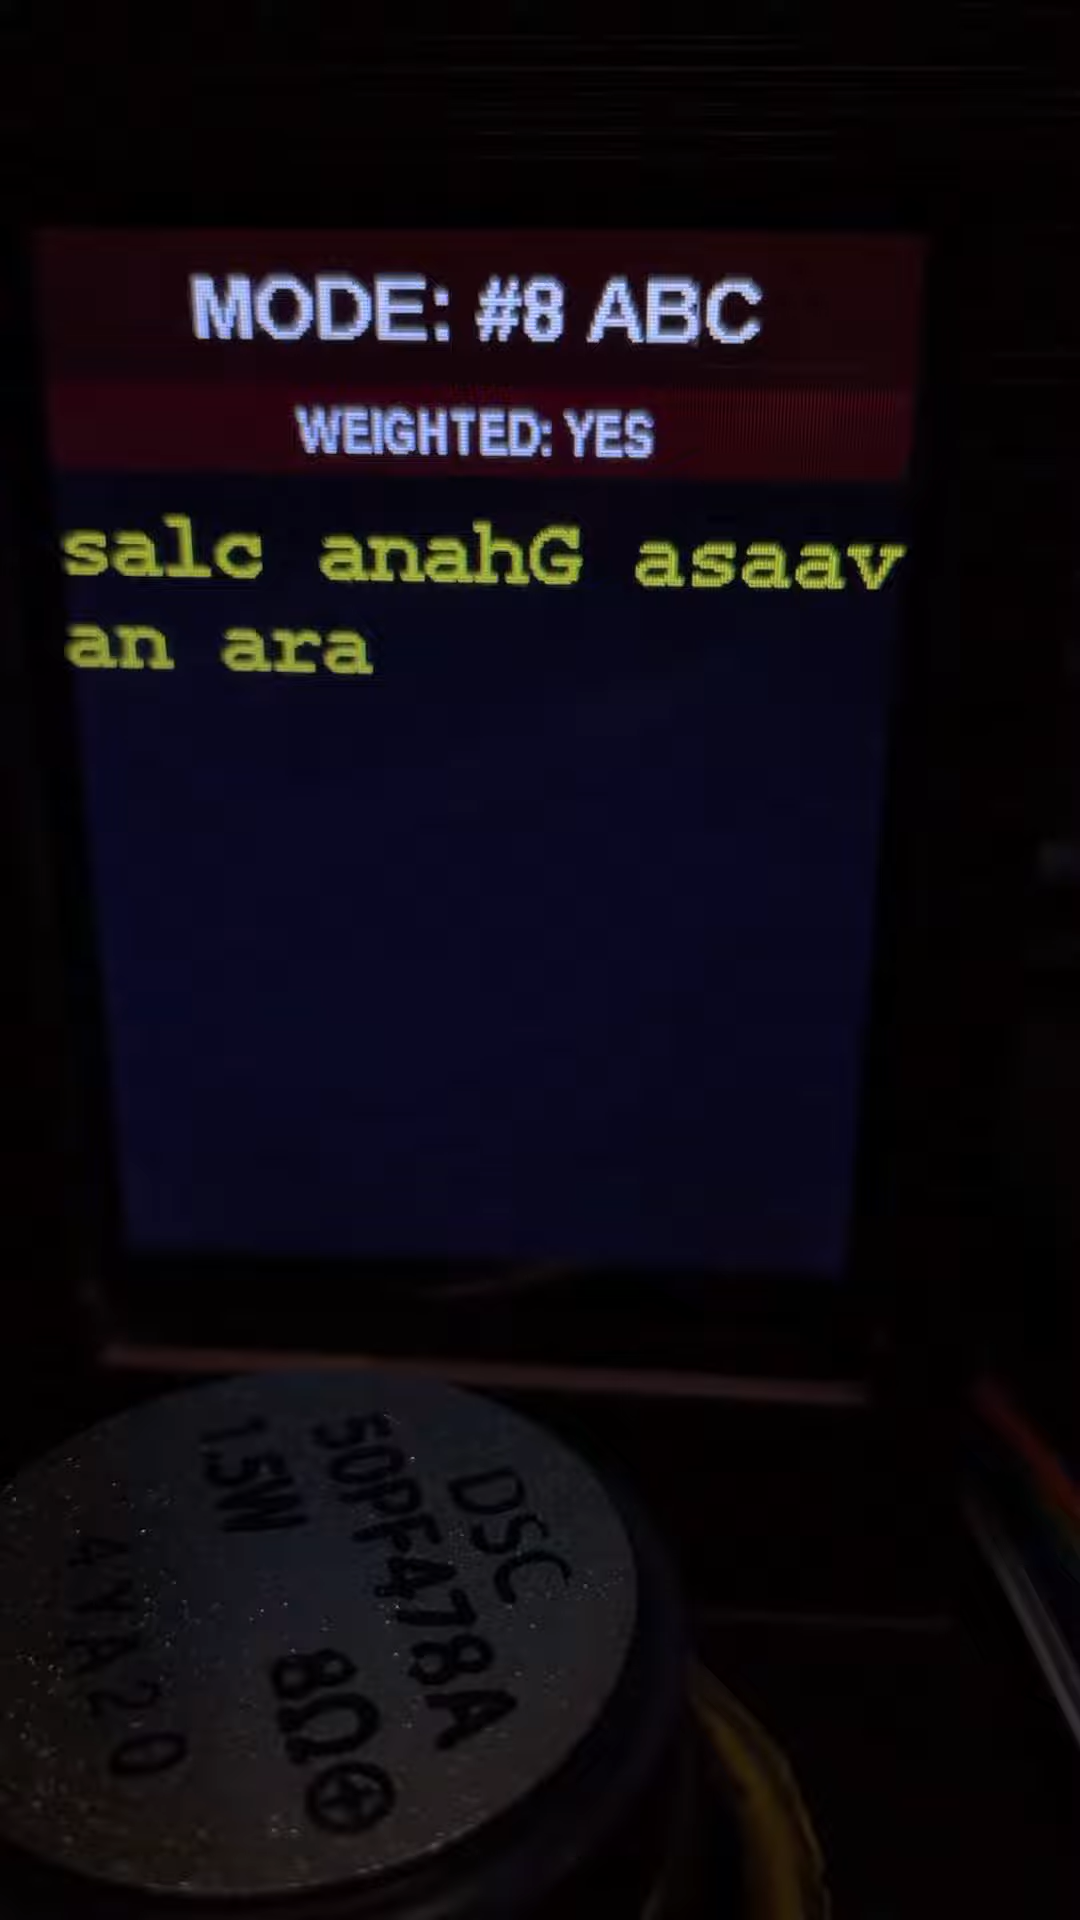 MODE: #8 ABC
WEIGHTED: YES
salc anahG asaav
an ara
DSC
50PF478A
1.5W 8Ω
4YA20